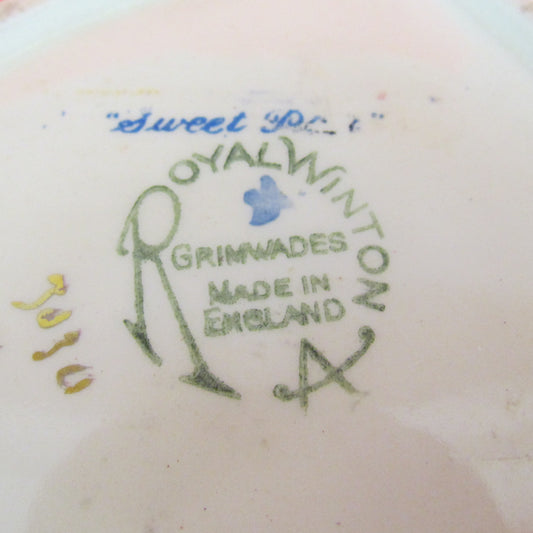 "Sweet
ROYAL WINTON
GRIMWADES
MADE IN
ENGLAND
A